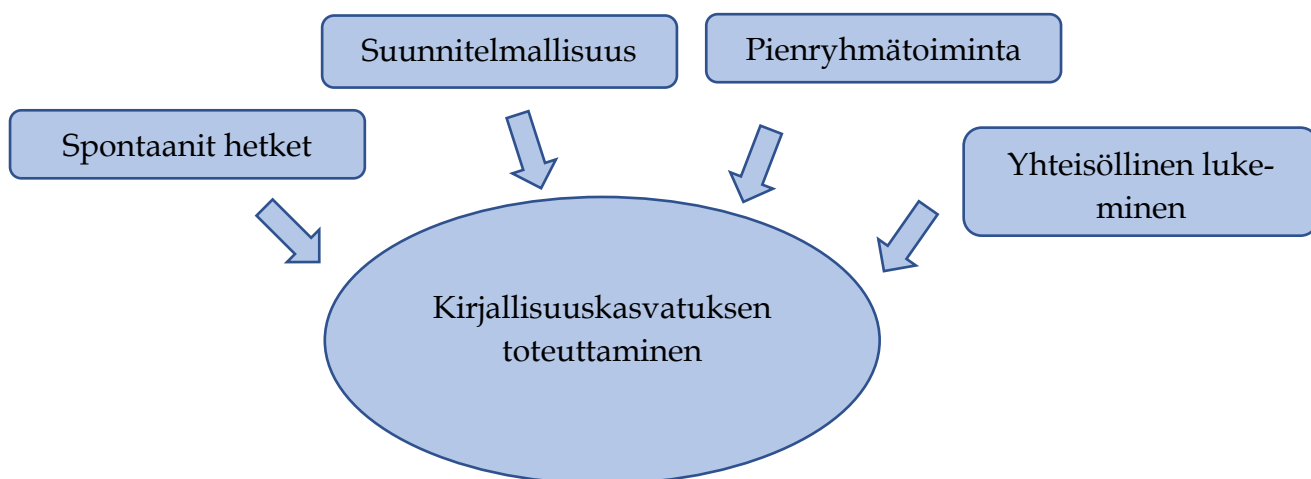 Suunnitelmallisuus
Pienryhmätoiminta
Spontaanit hetket
Yhteisöllinen luke-
minen
Kirjallisuuskasvatuksen
toteuttaminen